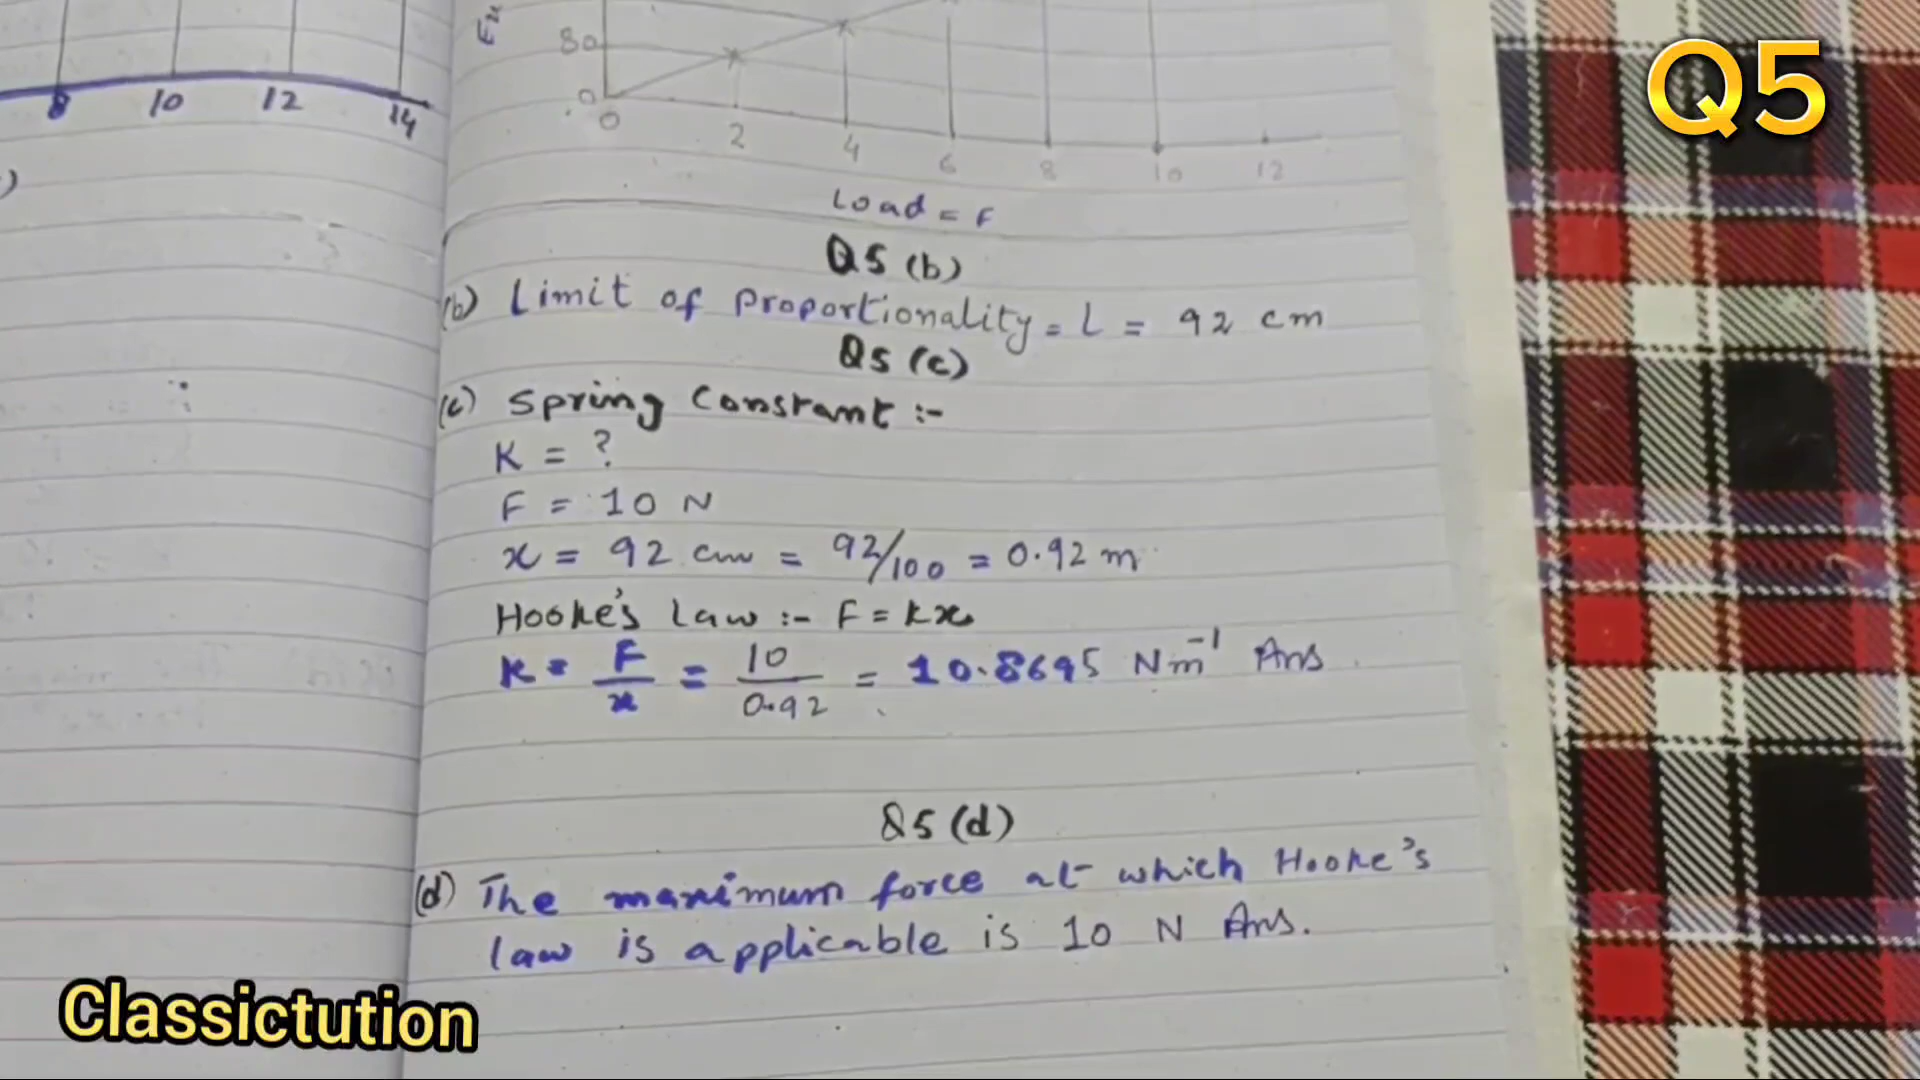 Q5
80
0
8 10 12 14
0 2 4 6 8 10 12
Load = F
Q5 (b)
(b) Limit of proportionality = L = 92 cm
Q5 (c)
(c) Spring Constant :-
K = ?
F = 10 N
x = 92 cm = 92/100 = 0.92 m
Hooke's law :- F = kx
K = F/x = 10/0.92 = 10.8695 Nm⁻¹ Ans
Q5 (d)
(d) The maximum force at which Hooke's
law is applicable is 10 N Ans.
Classictution